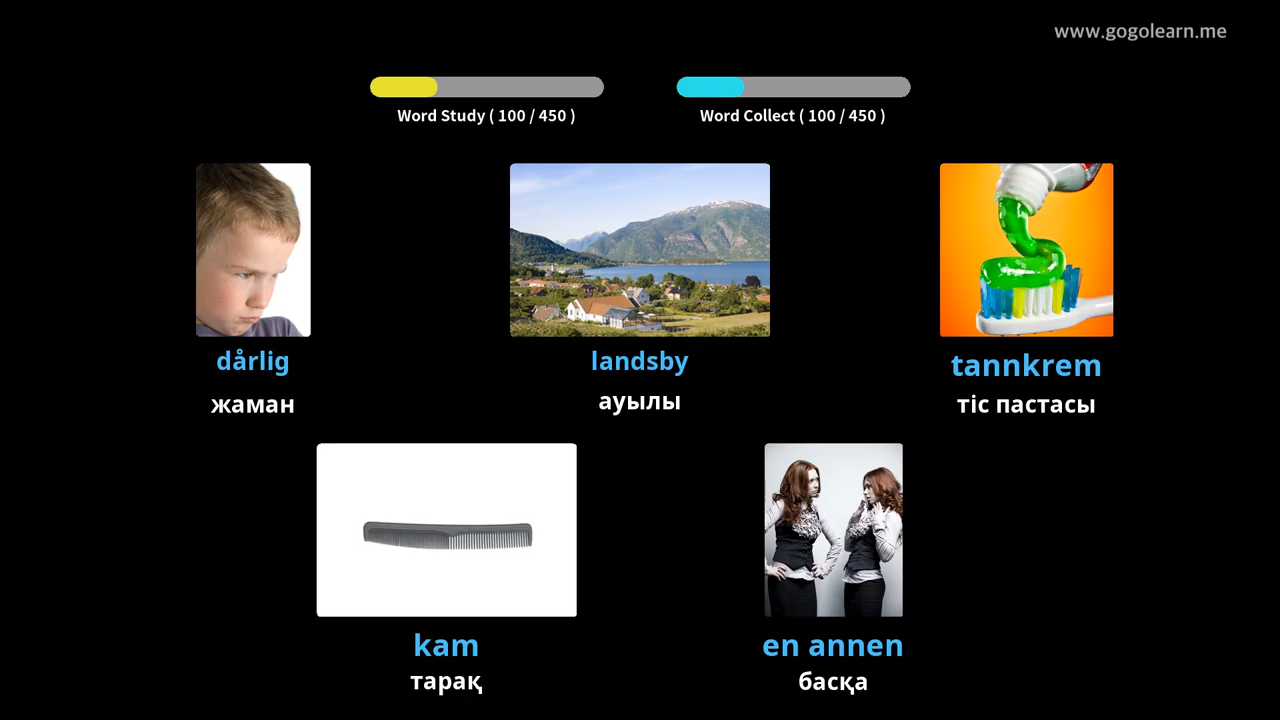 www.gogolearn.me
Word Study ( 100 / 450 )
Word Collect ( 100 / 450 )
dårlig
жаман
landsby
ауылы
tannkrem
тіс пастасы
kam
тарақ
en annen
басқа